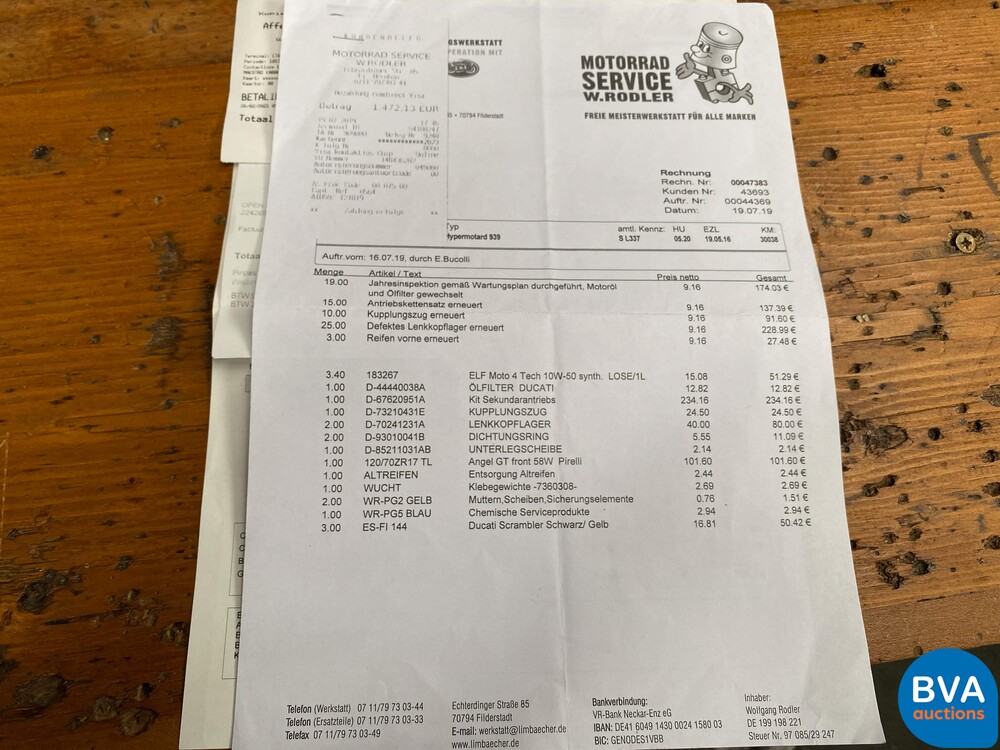 MOTORRAD SERVICE
W.RODLER
Betrag 1.472,13 EUR
GSWERKSTATT
PERATION MIT
• 70794 Filderstadt
MOTORRAD
SERVICE
W.RODLER
FREIE MEISTERWERKSTATT FÜR ALLE MARKEN
BETALI
Totaal
OPEN
Factuu
Totaa
BTW
BTW
Rechnung
Rechn. Nr: 00047383
Kunden Nr: 43693
Auftr. Nr: 00044369
Datum: 19.07.19
Typ amtl. Kennz: HU EZL KM:
Hypermotard 939 S L337 05.20 19.05.16 30038
Auftr.vom: 16.07.19, durch E.Bucolli
Menge Artikel / Text Preis netto Gesamt
19.00 Jahresinspektion gemäß Wartungsplan durchgeführt, Motoröl 9.16 174.03 €
und Ölfilter gewechselt
15.00 Antriebskettensatz erneuert 9.16 137.39 €
10.00 Kupplungszug erneuert 9.16 91.60 €
25.00 Defektes Lenkkopflager erneuert 9.16 228.99 €
3.00 Reifen vorne erneuert 9.16 27.48 €
3.40 183267 ELF Moto 4 Tech 10W-50 synth. LOSE/1L 15.08 51.29 €
1.00 D-44440038A ÖLFILTER DUCATI 12.82 12.82 €
1.00 D-67620951A Kit Sekundarantriebs 234.16 234.16 €
1.00 D-73210431E KUPPLUNGSZUG 24.50 24.50 €
2.00 D-70241231A LENKKOPFLAGER 40.00 80.00 €
2.00 D-93010041B DICHTUNGSRING 5.55 11.09 €
1.00 D-85211031AB UNTERLEGSCHEIBE 2.14 2.14 €
1.00 120/70ZR17 TL Angel GT front 58W Pirelli 101.60 101.60 €
1.00 ALTREIFEN Entsorgung Altreifen 2.44 2.44 €
1.00 WUCHT Klebegewichte -7360308- 2.69 2.69 €
2.00 WR-PG2 GELB Muttern,Scheiben,Sicherungselemente 0.76 1.51 €
1.00 WR-PG5 BLAU Chemische Serviceprodukte 2.94 2.94 €
3.00 ES-FI 144 Ducati Scrambler Schwarz/ Gelb 16.81 50.42 €
Telefon (Werkstatt) 07 11/79 73 03-44
Telefon (Ersatzteile) 07 11/79 73 03-33
Telefax 07 11/79 73 03-49
Echterdinger Straße 85
70794 Filderstadt
E-mail: werkstatt@limbaecher.de
www.limbaecher.de
Bankverbindung:
VR-Bank Neckar-Enz eG
IBAN: DE41 6049 1430 0024 1580 03
BIC: GENODES1VBB
Inhaber:
Wolfgang Rodler
DE 199 198 221
Steuer Nr. 97 085/29 247
BVA
auctions